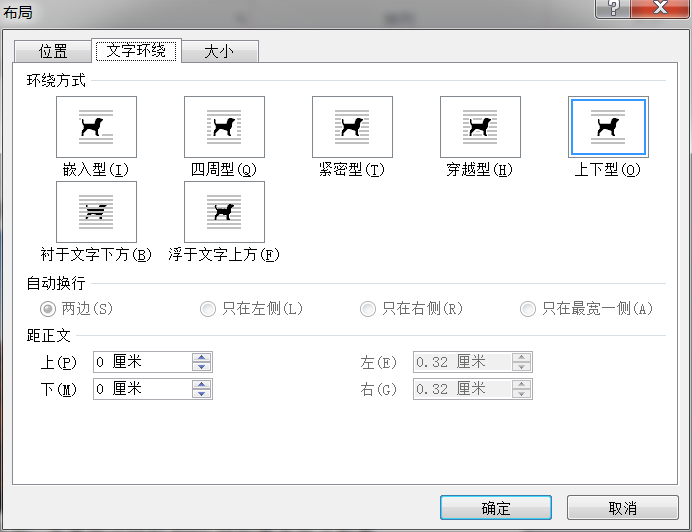 布局
位置 文字环绕 大小
环绕方式
嵌入型(I) 四周型(Q) 紧密型(T) 穿越型(H) 上下型(O)
衬于文字下方(B) 浮于文字上方(F)
自动换行
两边(S) 只在左侧(L) 只在右侧(R) 只在最宽一侧(A)
距正文
上(P) 0 厘米 左(E) 0.32 厘米
下(M) 0 厘米 右(G) 0.32 厘米
确定 取消